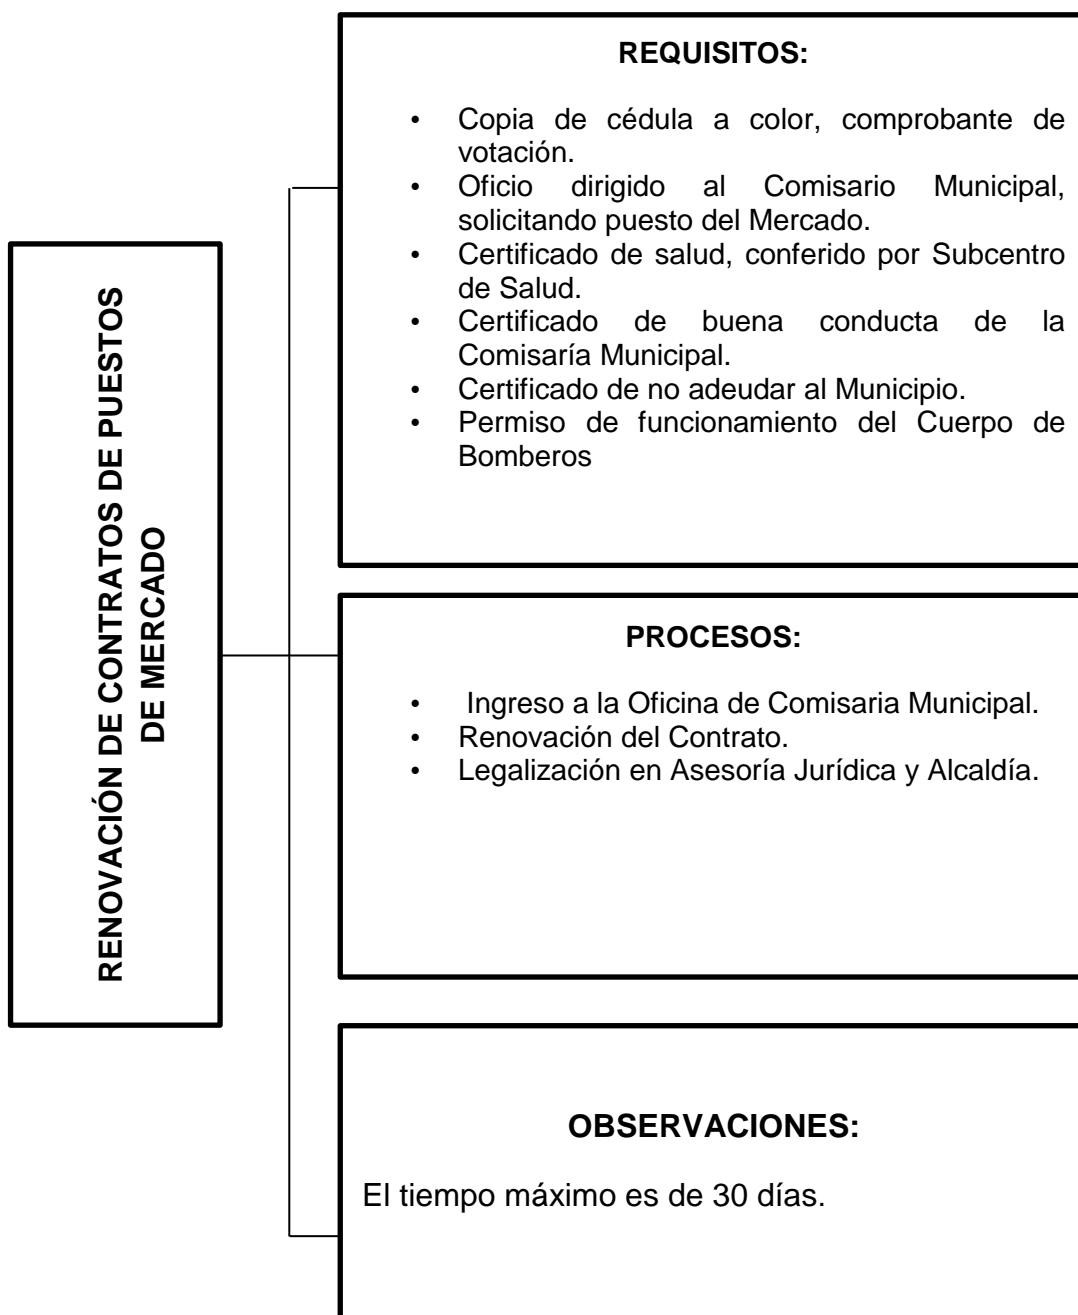 RENOVACIÓN DE CONTRATOS DE PUESTOS
DE MERCADO
REQUISITOS:
• Copia de cédula a color, comprobante de
votación.
• Oficio dirigido al Comisario Municipal,
solicitando puesto del Mercado.
• Certificado de salud, conferido por Subcentro
de Salud.
• Certificado de buena conducta de la
Comisaría Municipal.
• Certificado de no adeudar al Municipio.
• Permiso de funcionamiento del Cuerpo de
Bomberos
PROCESOS:
• Ingreso a la Oficina de Comisaria Municipal.
• Renovación del Contrato.
• Legalización en Asesoría Jurídica y Alcaldía.
OBSERVACIONES:
El tiempo máximo es de 30 días.